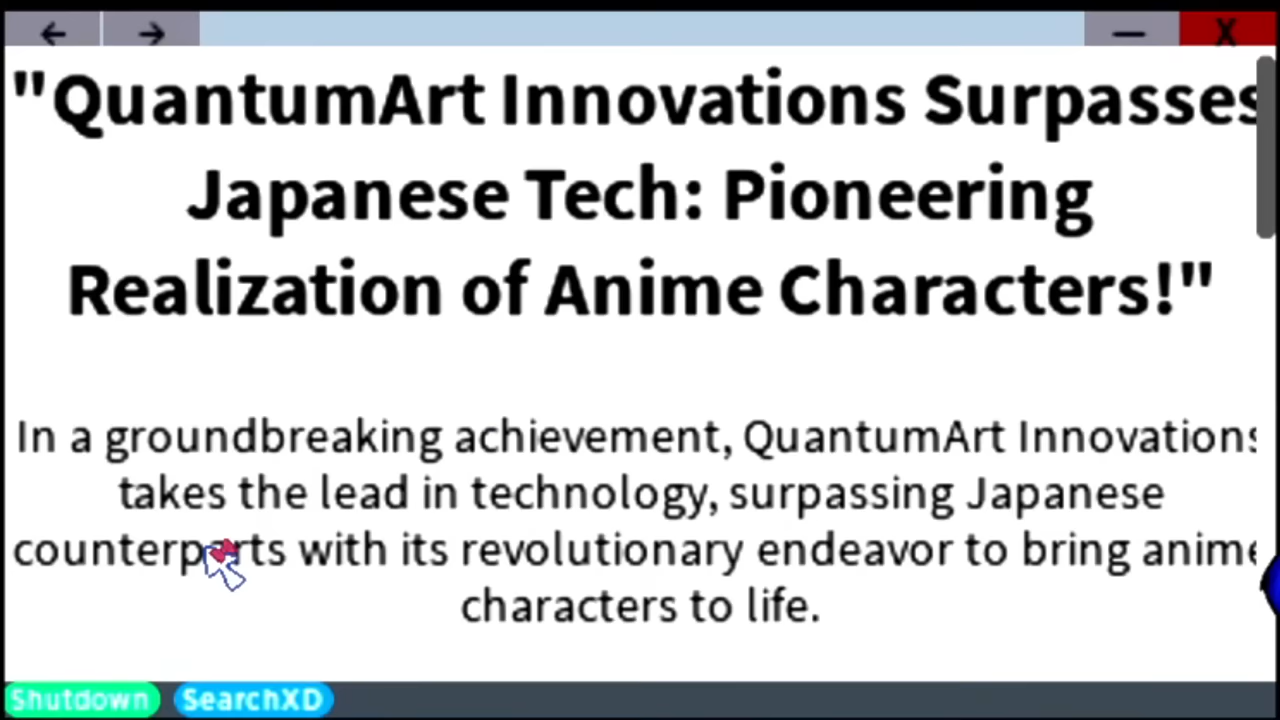 "QuantumArt Innovations Surpasses
Japanese Tech: Pioneering
Realization of Anime Characters!"
In a groundbreaking achievement, QuantumArt Innovations
takes the lead in technology, surpassing Japanese
counterparts with its revolutionary endeavor to bring anime
characters to life.
Shutdown SearchXD